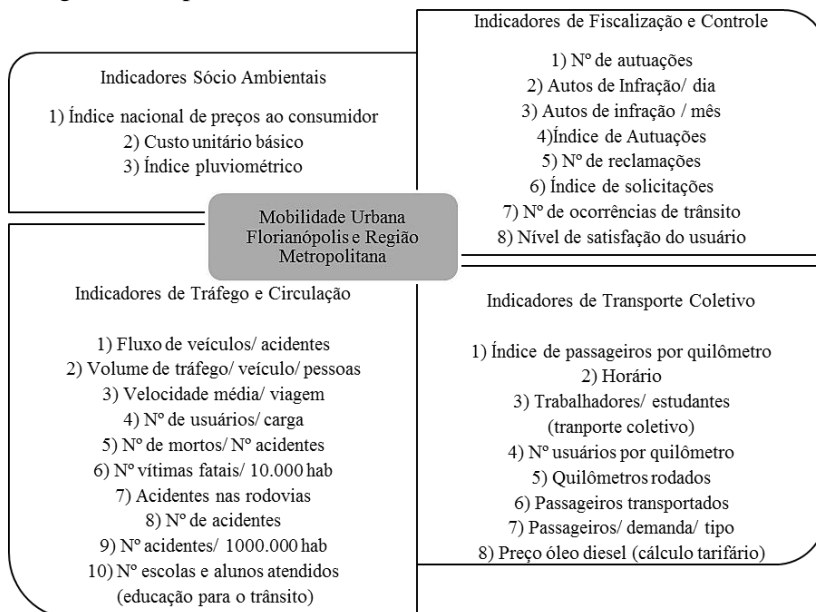 Indicadores Sócio Ambientais
1) Índice nacional de preços ao consumidor
2) Custo unitário básico
3) Índice pluviométrico
Indicadores de Fiscalização e Controle
1) Nº de autuações
2) Autos de Infração/ dia
3) Autos de infração / mês
4)Índice de Autuações
5) Nº de reclamações
6) Índice de solicitações
7) Nº de ocorrências de trânsito
8) Nível de satisfação do usuário
Mobilidade Urbana
Florianópolis e Região
Metropolitana
Indicadores de Tráfego e Circulação
1) Fluxo de veículos/ acidentes
2) Volume de tráfego/ veículo/ pessoas
3) Velocidade média/ viagem
4) Nº de usuários/ carga
5) Nº de mortos/ Nº acidentes
6) Nº vítimas fatais/ 10.000 hab
7) Acidentes nas rodovias
8) Nº de acidentes
9) Nº acidentes/ 1000.000 hab
10) Nº escolas e alunos atendidos
(educação para o trânsito)
Indicadores de Transporte Coletivo
1) Índice de passageiros por quilômetro
2) Horário
3) Trabalhadores/ estudantes
(tranporte coletivo)
4) Nº usuários por quilômetro
5) Quilômetros rodados
6) Passageiros transportados
7) Passageiros/ demanda/ tipo
8) Preço óleo diesel (cálculo tarifário)